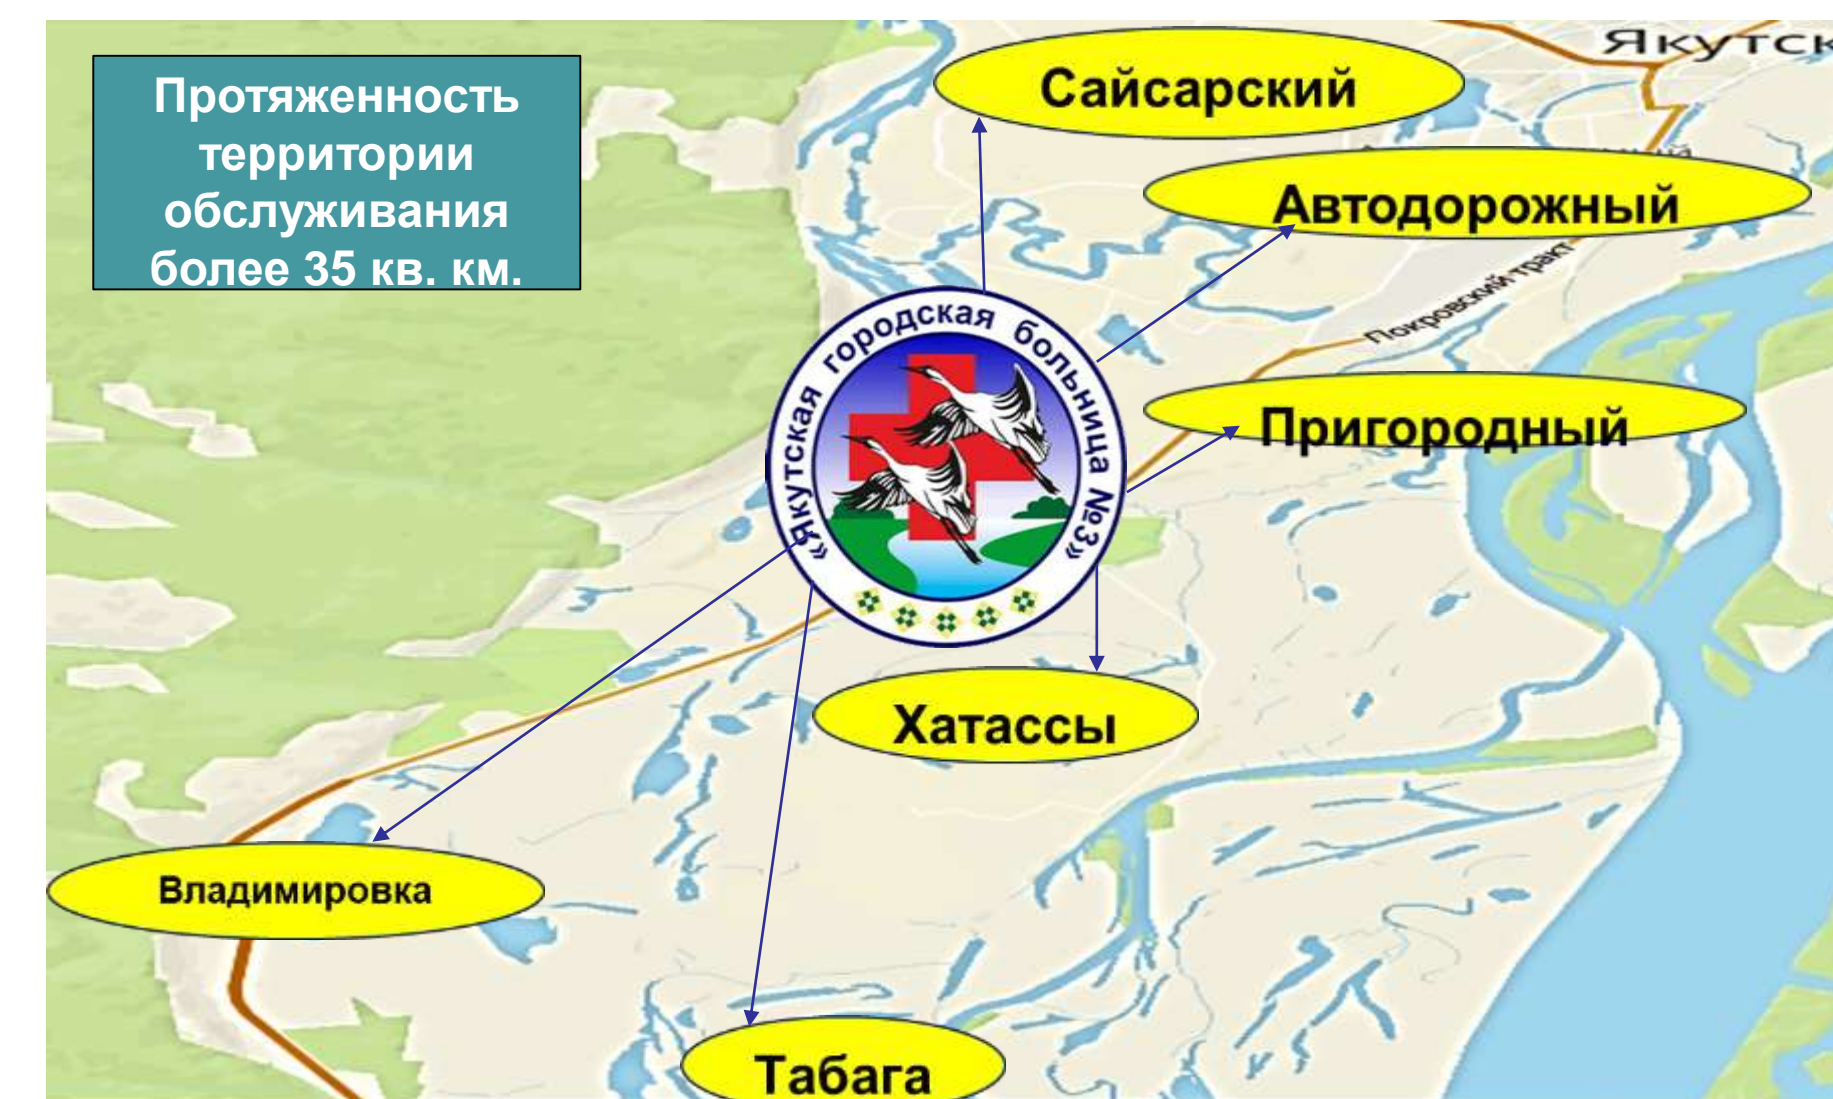 Протяженность
территории
обслуживания
более 35 кв. км.
Якутск
Сайсарский
Автодорожный
Покровский тракт
Пригородный
«Якутская городская больница №3»
Хатассы
Владимировка
Табага